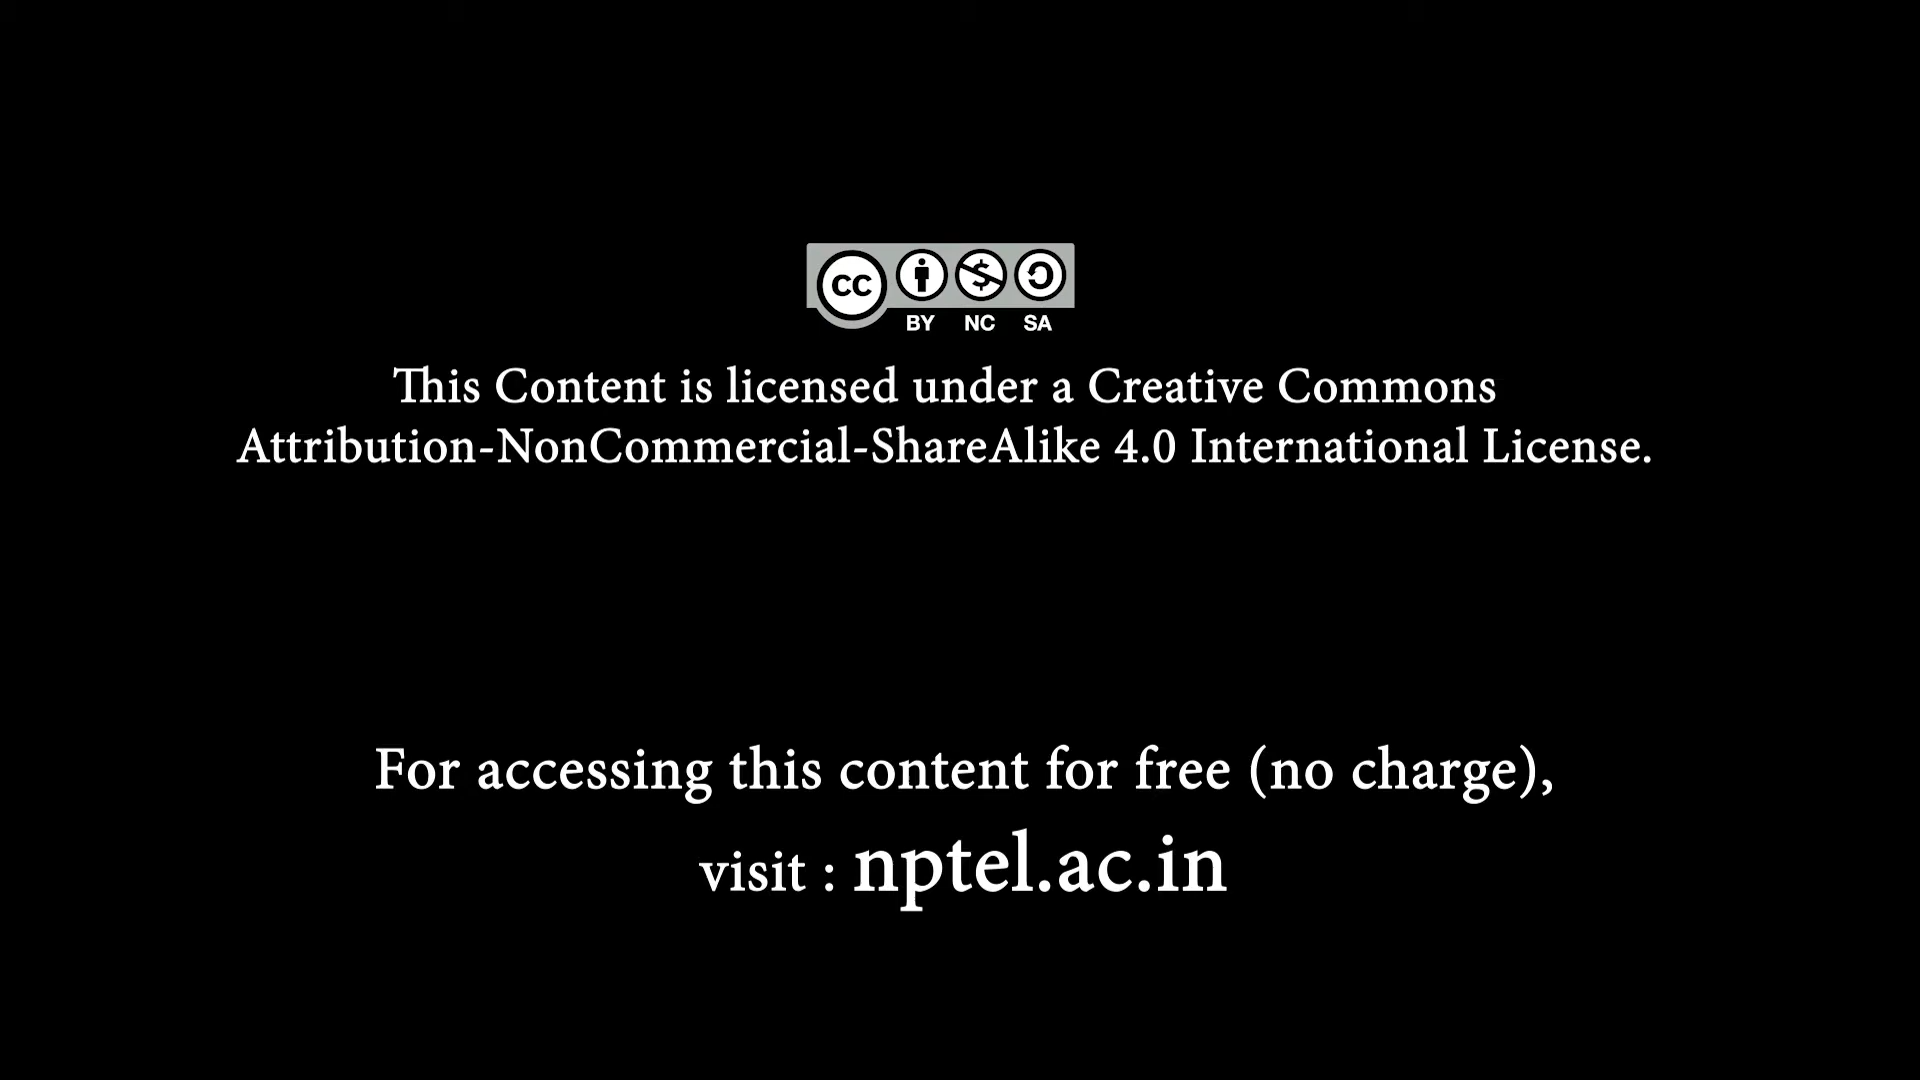 cc
BY NC SA
This Content is licensed under a Creative Commons
Attribution-NonCommercial-ShareAlike 4.0 International License.
For accessing this content for free (no charge),
visit : nptel.ac.in